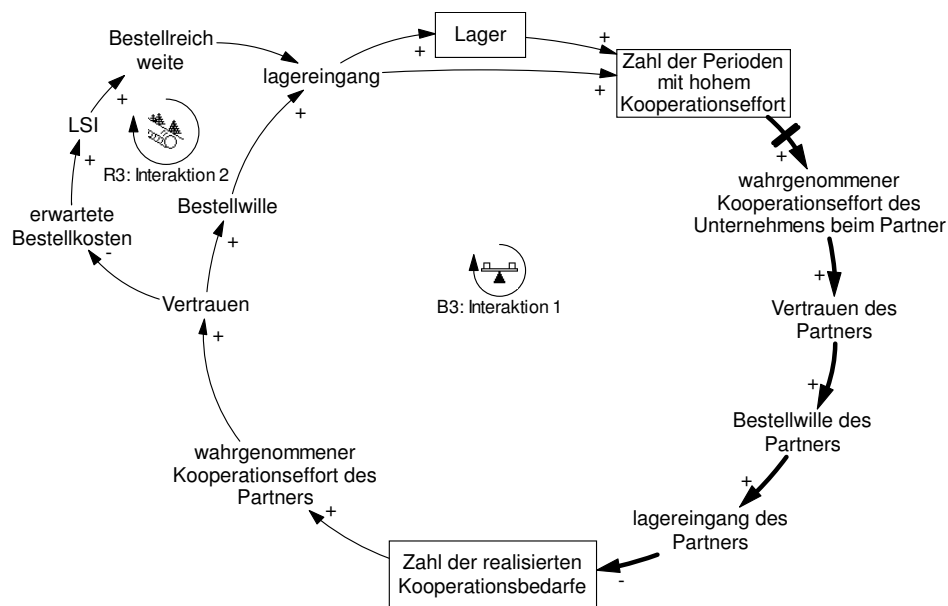 Bestellreich
weite
+
LSI
+
R3: Interaktion 2
erwartete
Bestellkosten
-
Vertrauen
+
Bestellwille
+
+
lagereingang
+
Lager
+
+
Zahl der Perioden
mit hohem
Kooperationseffort
+
wahrgenommener
Kooperationseffort des
Unternehmens beim Partner
+
Vertrauen des
Partners
+
Bestellwille des
Partners
+
lagereingang des
Partners
-
Zahl der realisierten
Kooperationsbedarfe
+
wahrgenommener
Kooperationseffort des
Partners
B3: Interaktion 1